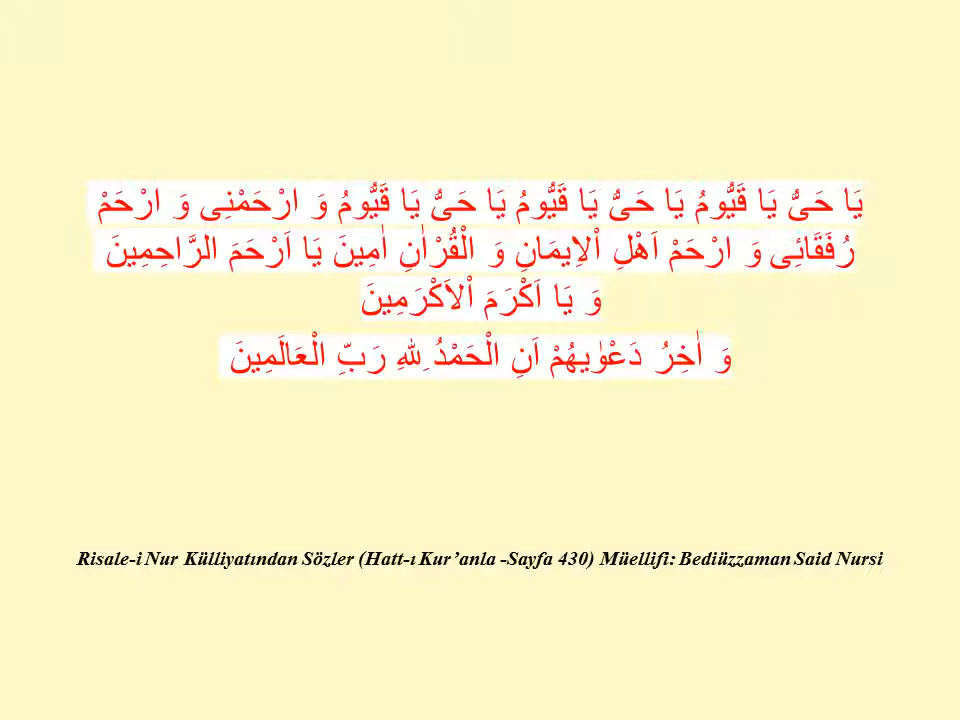 يَا حَىُّ يَا قَيُّومُ يَا حَىُّ يَا قَيُّومُ يَا حَىُّ يَا قَيُّومُ وَ ارْحَمْنِى وَ ارْحَمْ
رُفَقَائِى وَ ارْحَمْ اَهْلِ اْلاِيمَانِ وَ الْقُرْاٰنِ اٰمِينَ يَا اَرْحَمَ الرَّاحِمِينَ
وَ يَا اَكْرَمَ اْلاَكْرَمِينَ
وَ اٰخِرُ دَعْوٰيهُمْ اَنِ الْحَمْدُ ِللهِ رَبِّ الْعَالَمِينَ
Risale-i Nur Külliyatından Sözler (Hatt-ı Kur’anla -Sayfa 430) Müellifi: Bediüzzaman Said Nursi